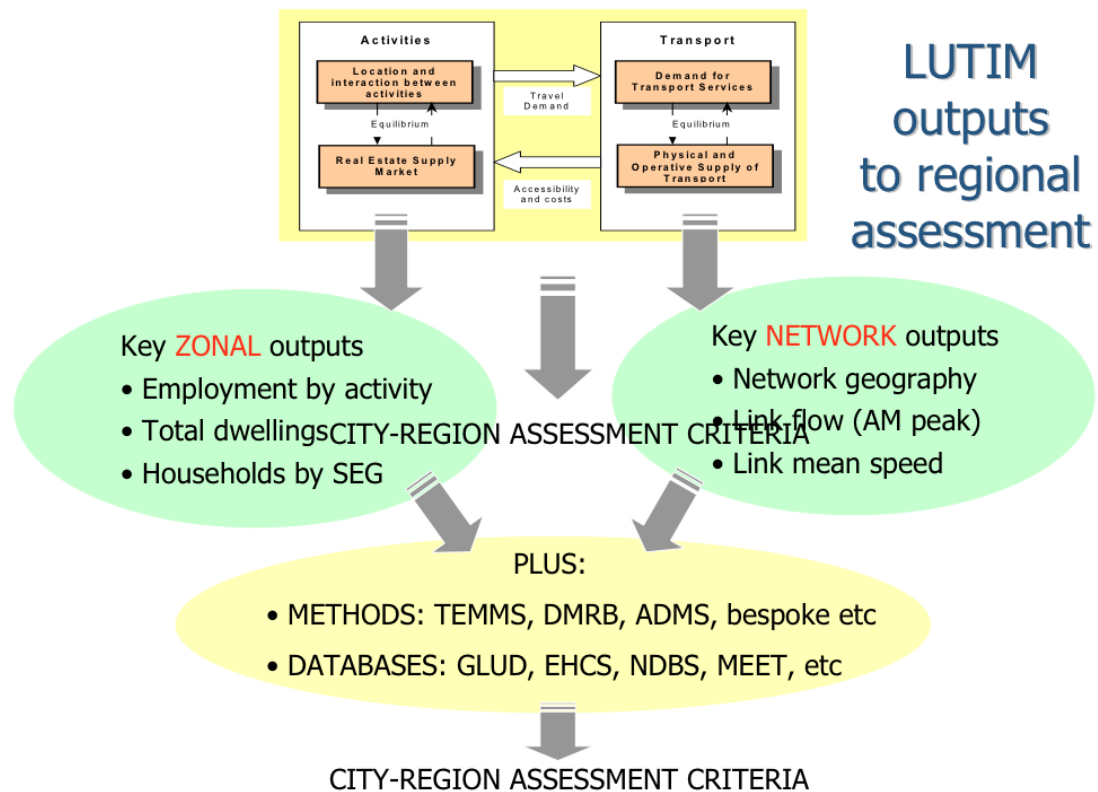 Activities
Location and
interaction between
activities
Equilibrium
Real Estate Supply
Market
Travel
Demand
Accessibility
and costs
Transport
Demand for
Transport Services
Equilibrium
Physical and
Operative Supply of
Transport
LUTIM
outputs
to regional
assessment
Key ZONAL outputs
• Employment by activity
• Total dwellings
• Households by SEG
Key NETWORK outputs
• Network geography
• Link flow (AM peak)
• Link mean speed
CITY-REGION ASSESSMENT CRITERIA
PLUS:
• METHODS: TEMMS, DMRB, ADMS, bespoke etc
• DATABASES: GLUD, EHCS, NDBS, MEET, etc
CITY-REGION ASSESSMENT CRITERIA